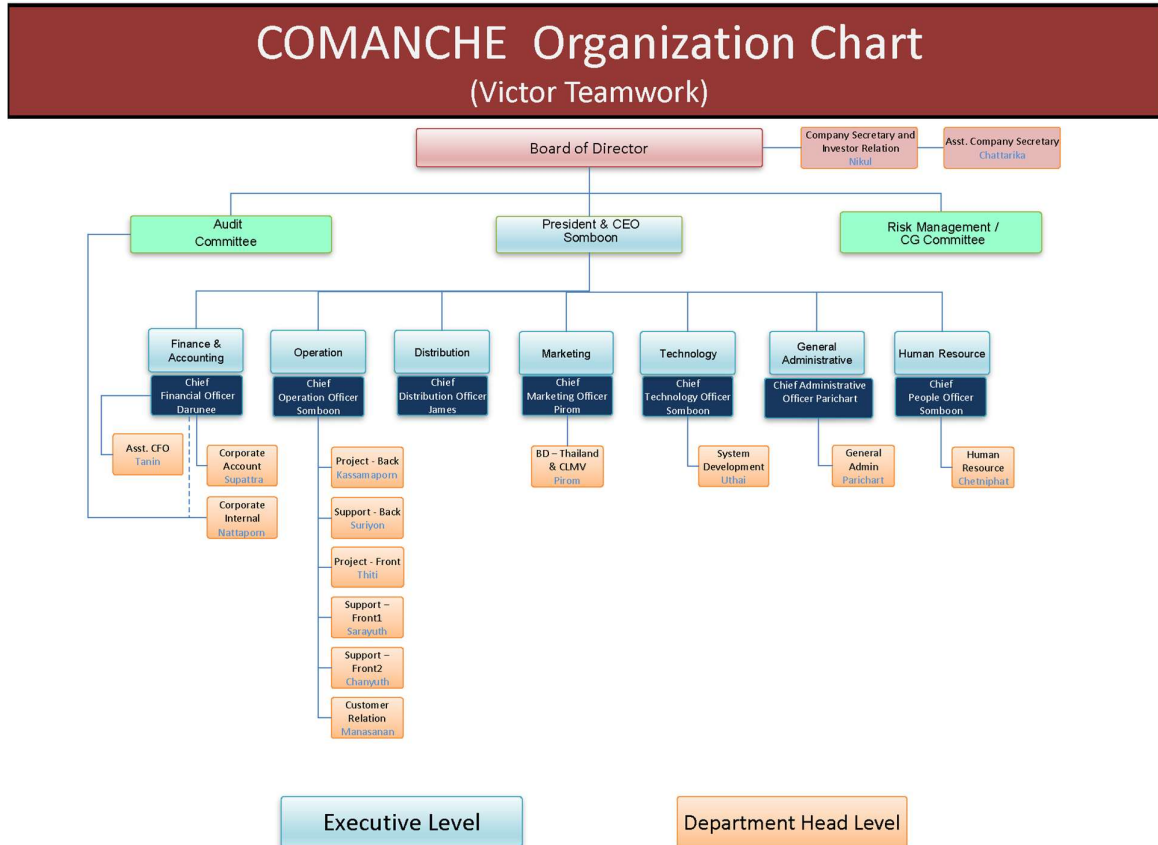 COMANCHE Organization Chart
(Victor Teamwork)
Board of Director
Company Secretary and
Investor Relation
Nikul
Asst. Company Secretary
Chattarika
Audit
Committee
President & CEO
Somboon
Risk Management /
CG Committee
Finance &
Accounting
Operation
Distribution
Marketing
Technology
General
Administrative
Human Resource
Chief
Financial Officer
Darunee
Chief
Operation Officer
Somboon
Chief
Distribution Officer
James
Chief
Marketing Officer
Pirom
Chief
Technology Officer
Somboon
Chief Administrative
Officer Parichart
Chief
People Officer
Somboon
Asst. CFO
Tanin
Corporate
Account
Supattra
Corporate
Internal
Nattaporn
Project - Back
Kassamaporn
Support - Back
Suriyon
Project - Front
Thiti
Support –
Front1
Sarayuth
Support –
Front2
Chanyuth
Customer
Relation
Manasanan
BD – Thailand
& CLMV
Pirom
System
Development
Uthai
General
Admin
Parichart
Human
Resource
Chetniphat
Executive Level
Department Head Level